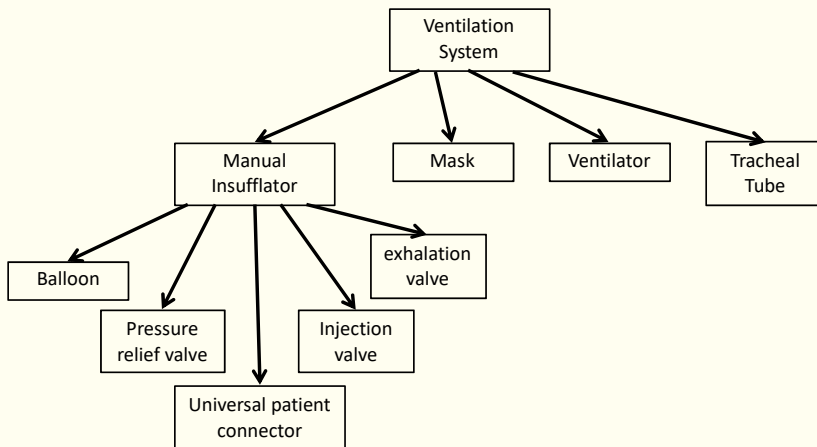 Ventilation
System
Manual
Insufflator
Mask
Ventilator
Tracheal
Tube
Balloon
exhalation
valve
Pressure
relief valve
Injection
valve
Universal patient
connector